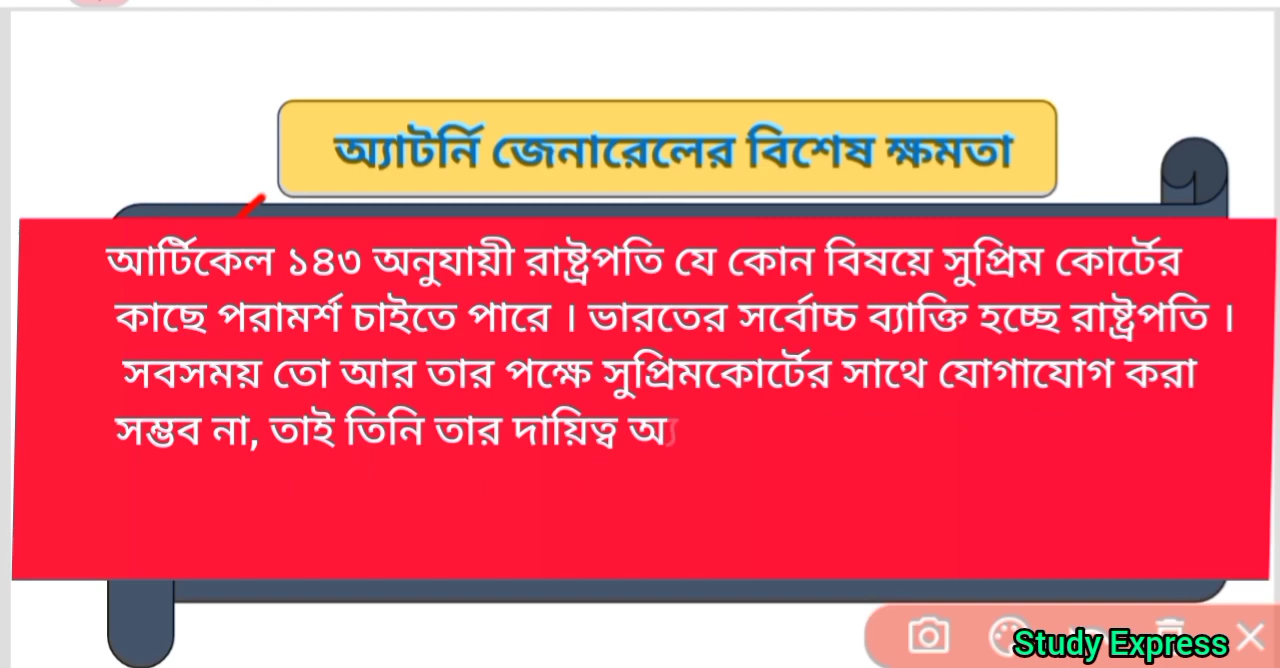 অ্যাটর্নি জেনারেলের বিশেষ ক্ষমতা
আর্টিকেল ১৪৩ অনুযায়ী রাষ্ট্রপতি যে কোন বিষয়ে সুপ্রিম কোর্টের
কাছে পরামর্শ চাইতে পারে । ভারতের সর্বোচ্চ ব্যাক্তি হচ্ছে রাষ্ট্রপতি ।
সবসময় তো আর তার পক্ষে সুপ্রিমকোর্টের সাথে যোগাযোগ করা
সম্ভব না, তাই তিনি তার দায়িত্ব অ্য
Study Express